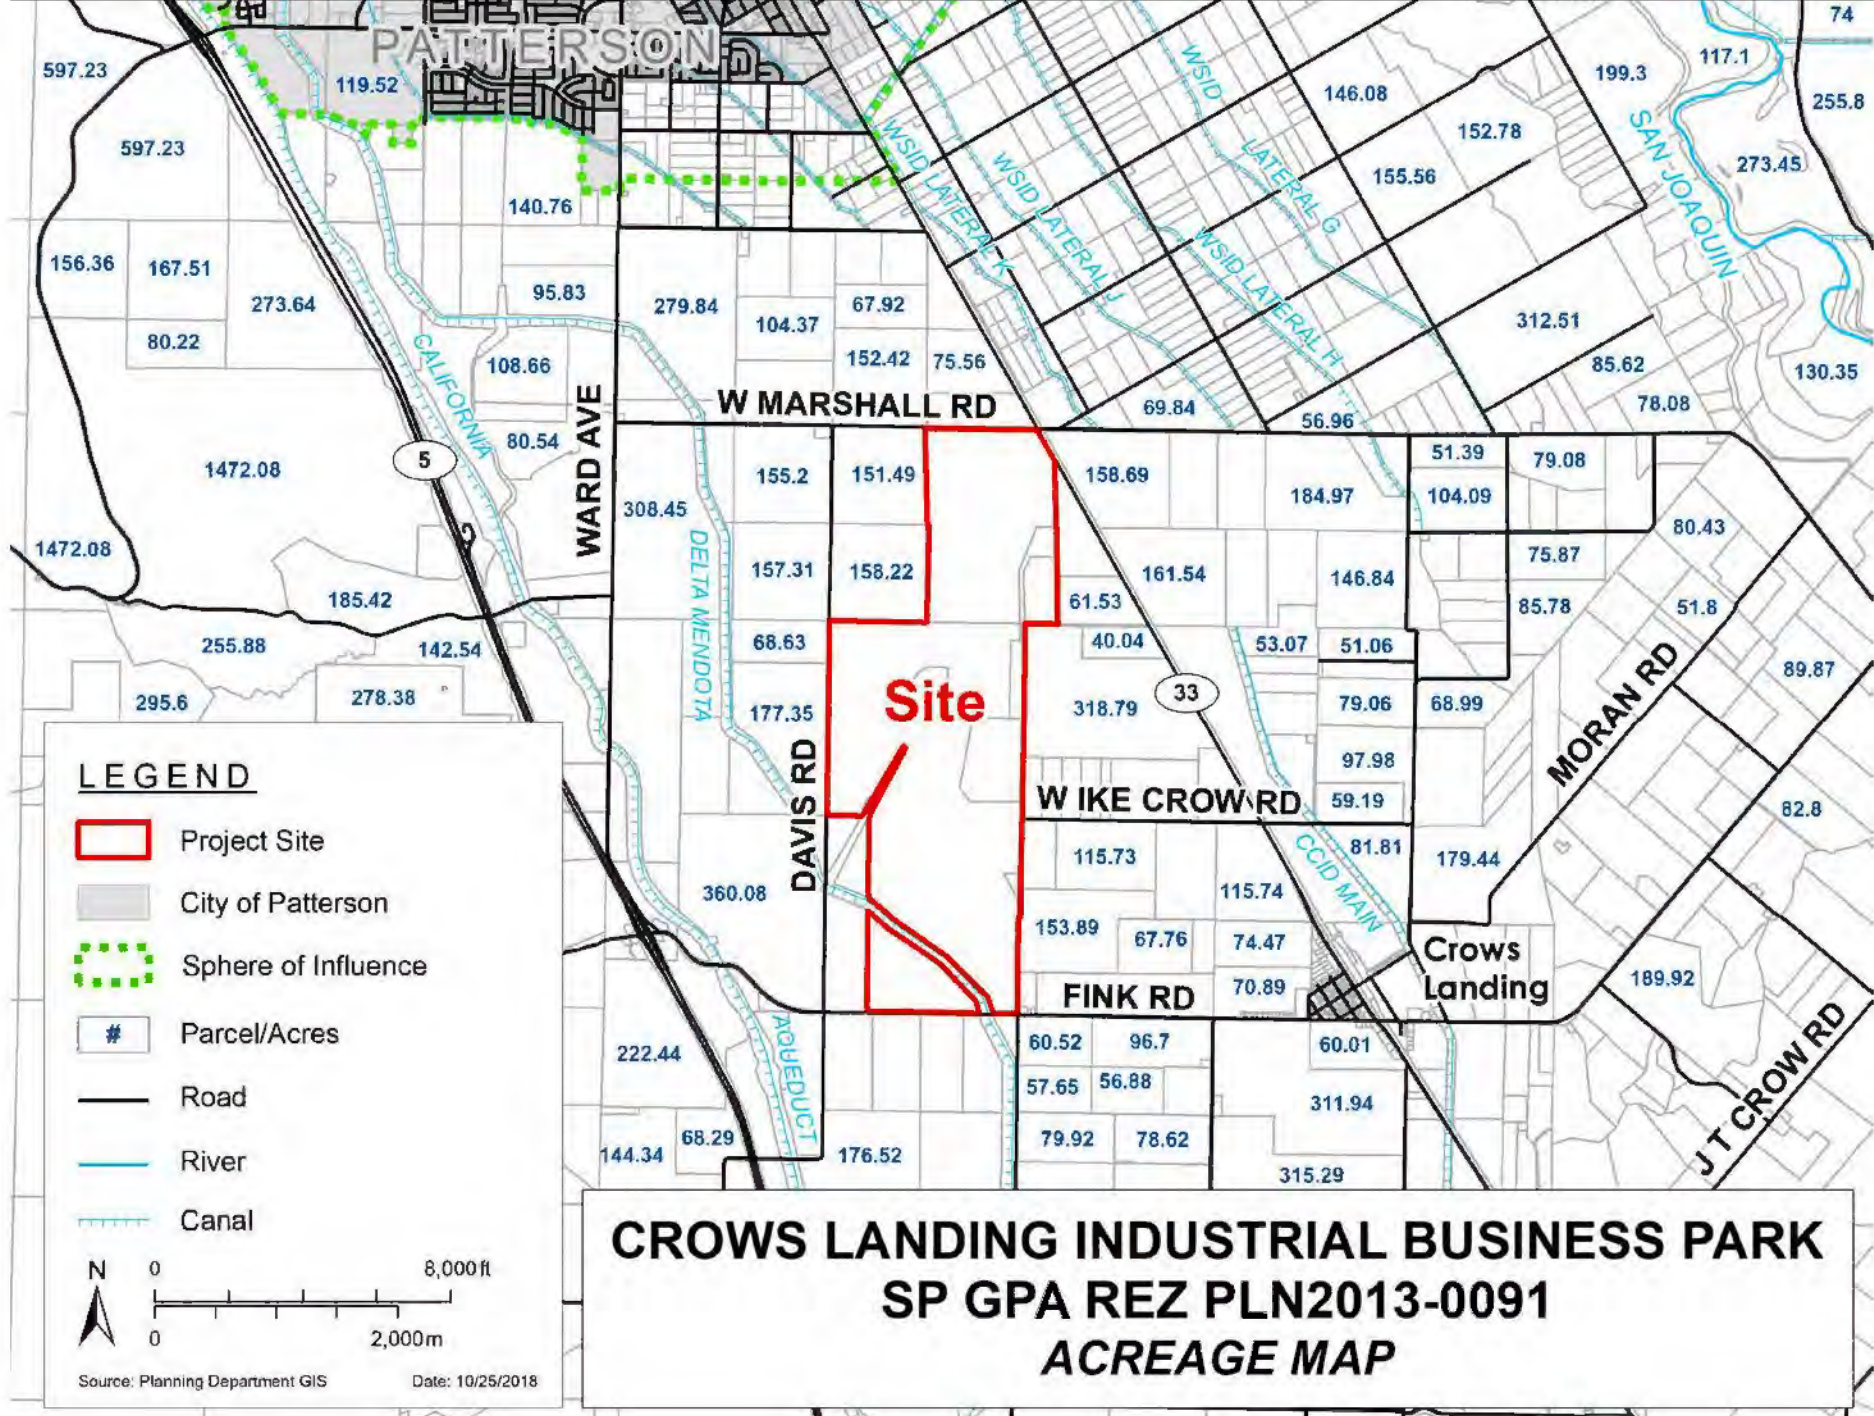 74
PATTERSON
117.1
597.23
119.52
199.3
146.08
255.8
WSID
LATERAL G
152.78
597.23
155.56
273.45
SAN JOAQUIN
WSID LATERAL K
WSID LATERAL J
WSID LATERAL H
140.76
156.36
167.51
273.64
95.83
279.84
104.37
67.92
312.51
80.22
CALIFORNIA
108.66
152.42
75.56
85.62
130.35
W MARSHALL RD
69.84
56.96
78.08
WARD AVE
80.54
5
1472.08
155.2
151.49
158.69
184.97
51.39
79.08
104.09
308.45
80.43
1472.08
DELTA MENDOTA
157.31
158.22
161.54
146.84
75.87
185.42
61.53
85.78
51.8
255.88
142.54
68.63
40.04
53.07
51.06
MORAN RD
89.87
295.6
278.38
177.35
Site
318.79
33
79.06
68.99
97.98
DAVIS RD
W IKE CROW RD
59.19
82.8
115.73
CCID MAIN
81.81
179.44
360.08
115.74
153.89
67.76
74.47
Crows
Landing
189.92
FINK RD
70.89
AQUEDUCT
222.44
60.52
96.7
60.01
57.65
56.88
311.94
J T CROW RD
144.34
68.29
176.52
79.92
78.62
315.29
LEGEND
Project Site
City of Patterson
Sphere of Influence
# Parcel/Acres
Road
River
Canal
N
0 8,000 ft
0 2,000m
Source: Planning Department GIS Date: 10/25/2018
CROWS LANDING INDUSTRIAL BUSINESS PARK
SP GPA REZ PLN2013-0091
ACREAGE MAP